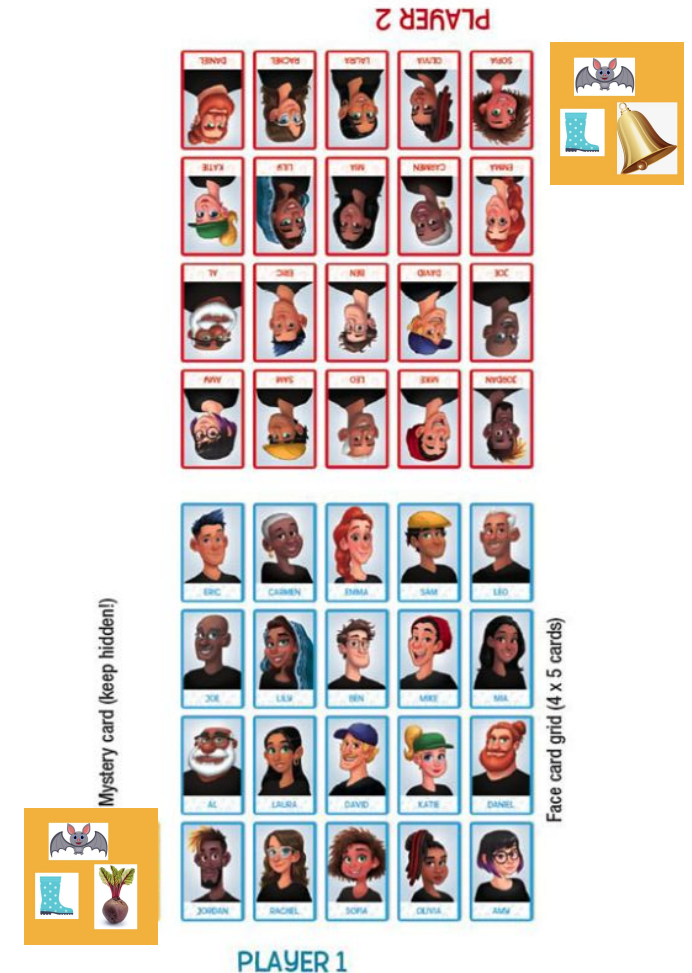 PLAYER 2
DANIEL RACHEL LAURA OLIVIA SOFIA
KATIE LILY MIA CARMEN EMMA
AL ERIC BEN DAVID JOE
AMY SAM LEO MIKE JORDAN
ERIC CARMEN EMMA SAM LEO
JOE LILY BEN MIKE MIA
AL LAURA DAVID KATIE DANIEL
JORDAN RACHEL SOFIA OLIVIA AMY
Mystery card (keep hidden!)
Face card grid (4 x 5 cards)
PLAYER 1